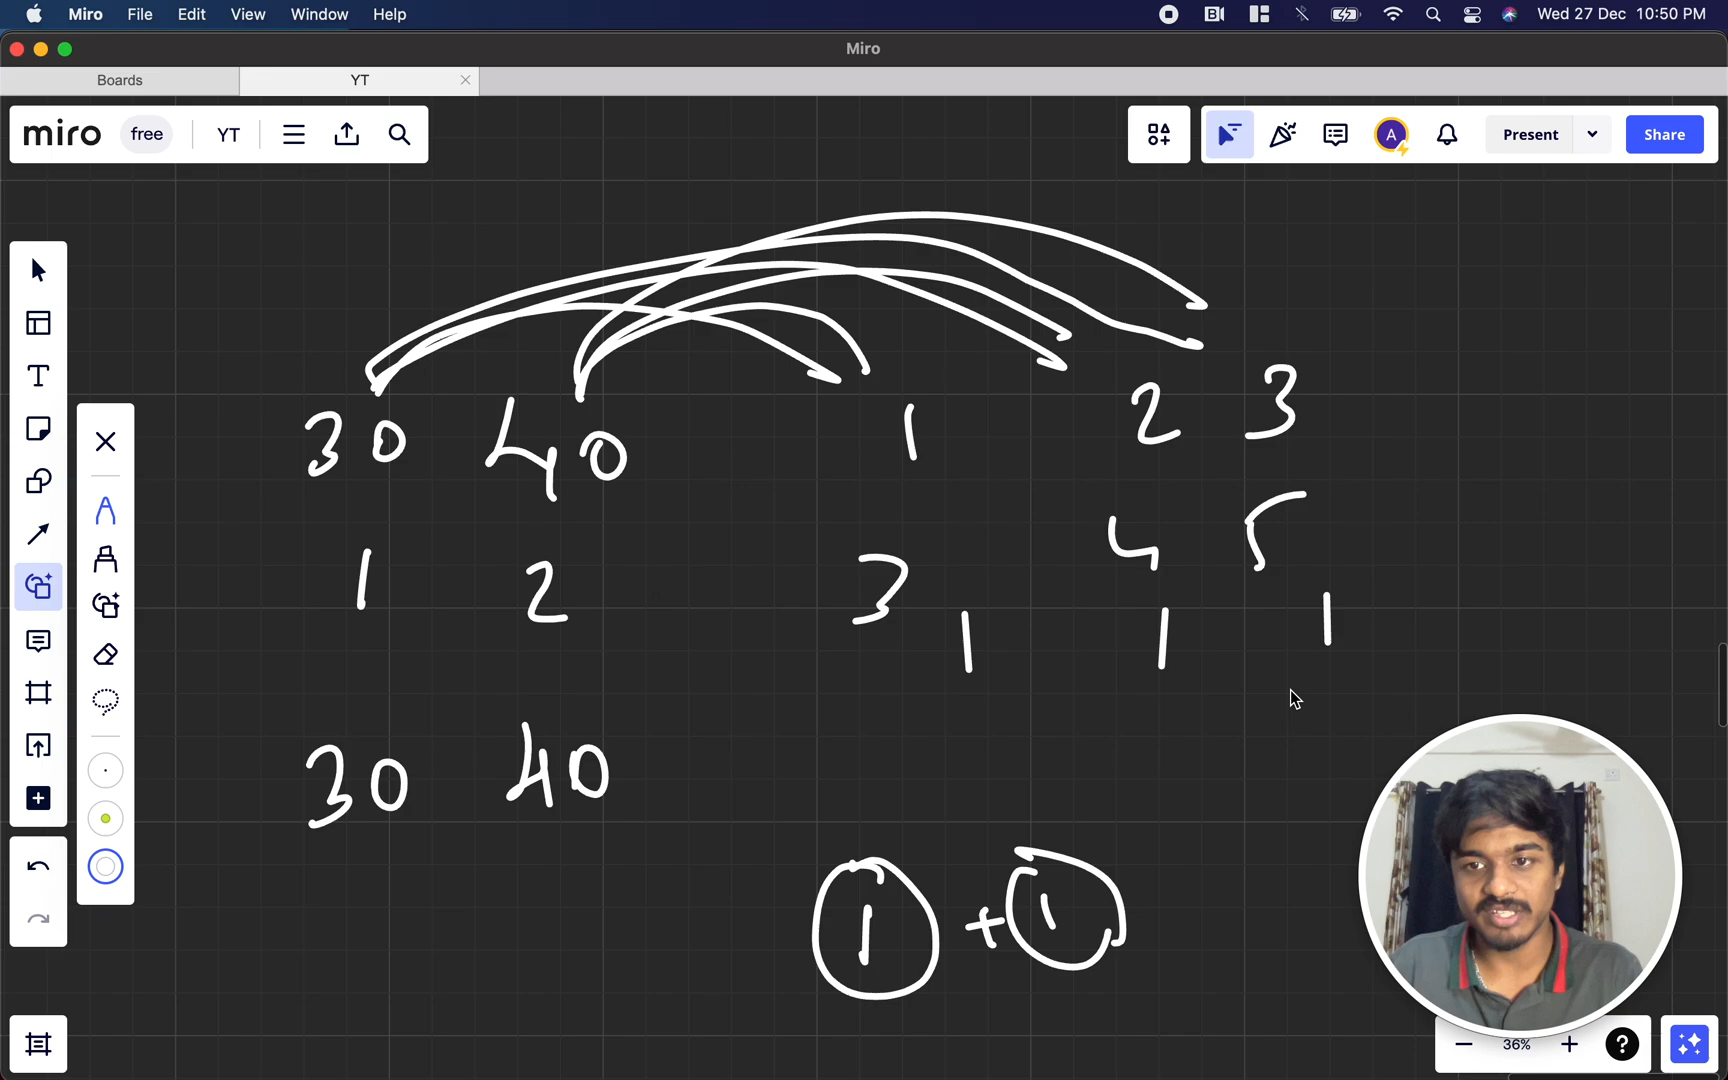 Miro File Edit View Window Help Wed 27 Dec 10:50 PM
Miro
Boards YT
miro free YT A Present Share
30 40 1 2 3
1 2 3 4 5
1 1 1
30 40
1 + 1
36% ?